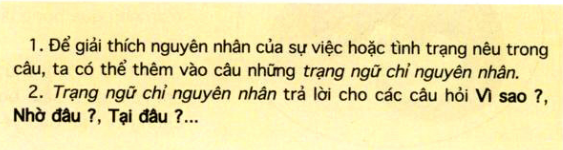 1. Để giải thích nguyên nhân của sự việc hoặc tình trạng nêu trong
câu, ta có thể thêm vào câu những trạng ngữ chỉ nguyên nhân.
2. Trạng ngữ chỉ nguyên nhân trả lời cho các câu hỏi Vì sao ?,
Nhờ đâu ?, Tại đâu ?...